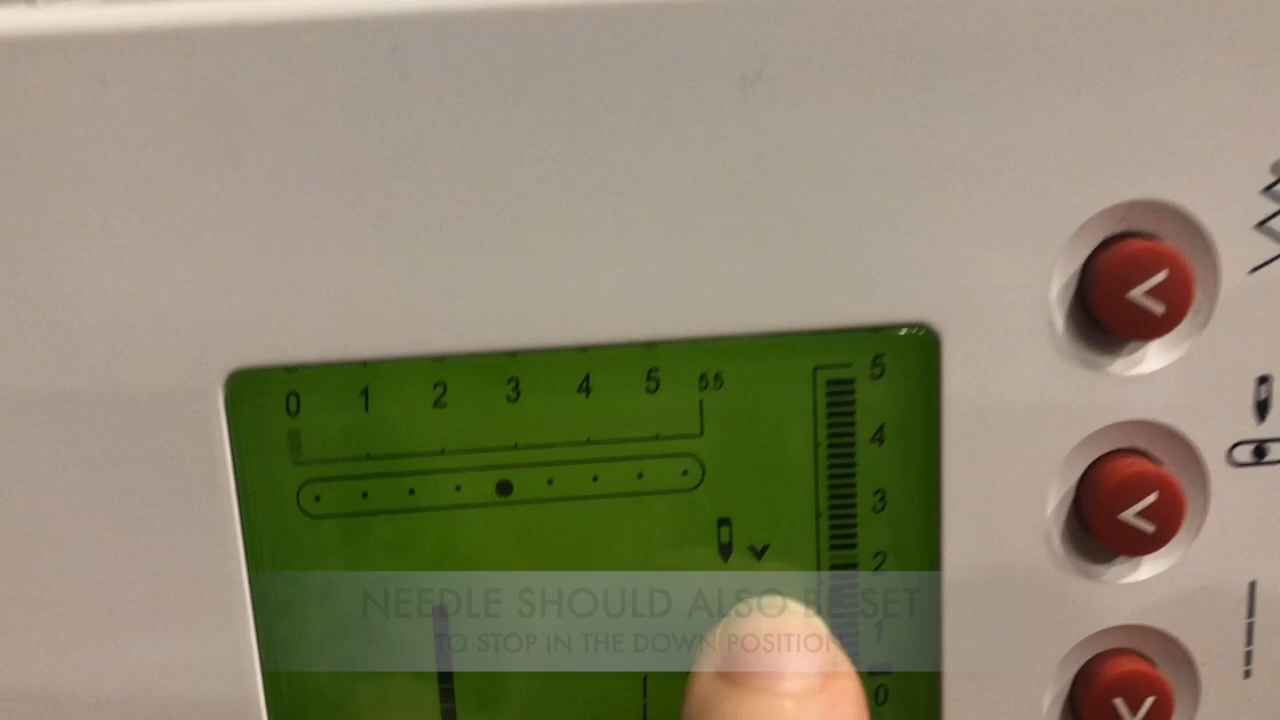 0 1 2 3 4 5 5.5
5
4
3
2
NEEDLE SHOULD ALSO BE SET
1
TO STOP IN THE DOWN POSITION
0